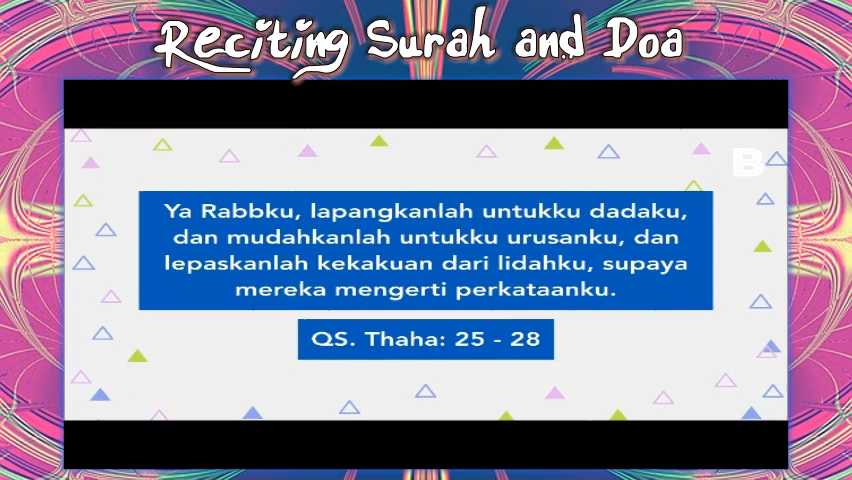 Reciting Surah and Doa
B
Ya Rabbku, lapangkanlah untukku dadaku,
dan mudahkanlah untukku urusanku, dan
lepaskanlah kekakuan dari lidahku, supaya
mereka mengerti perkataanku.
QS. Thaha: 25 - 28